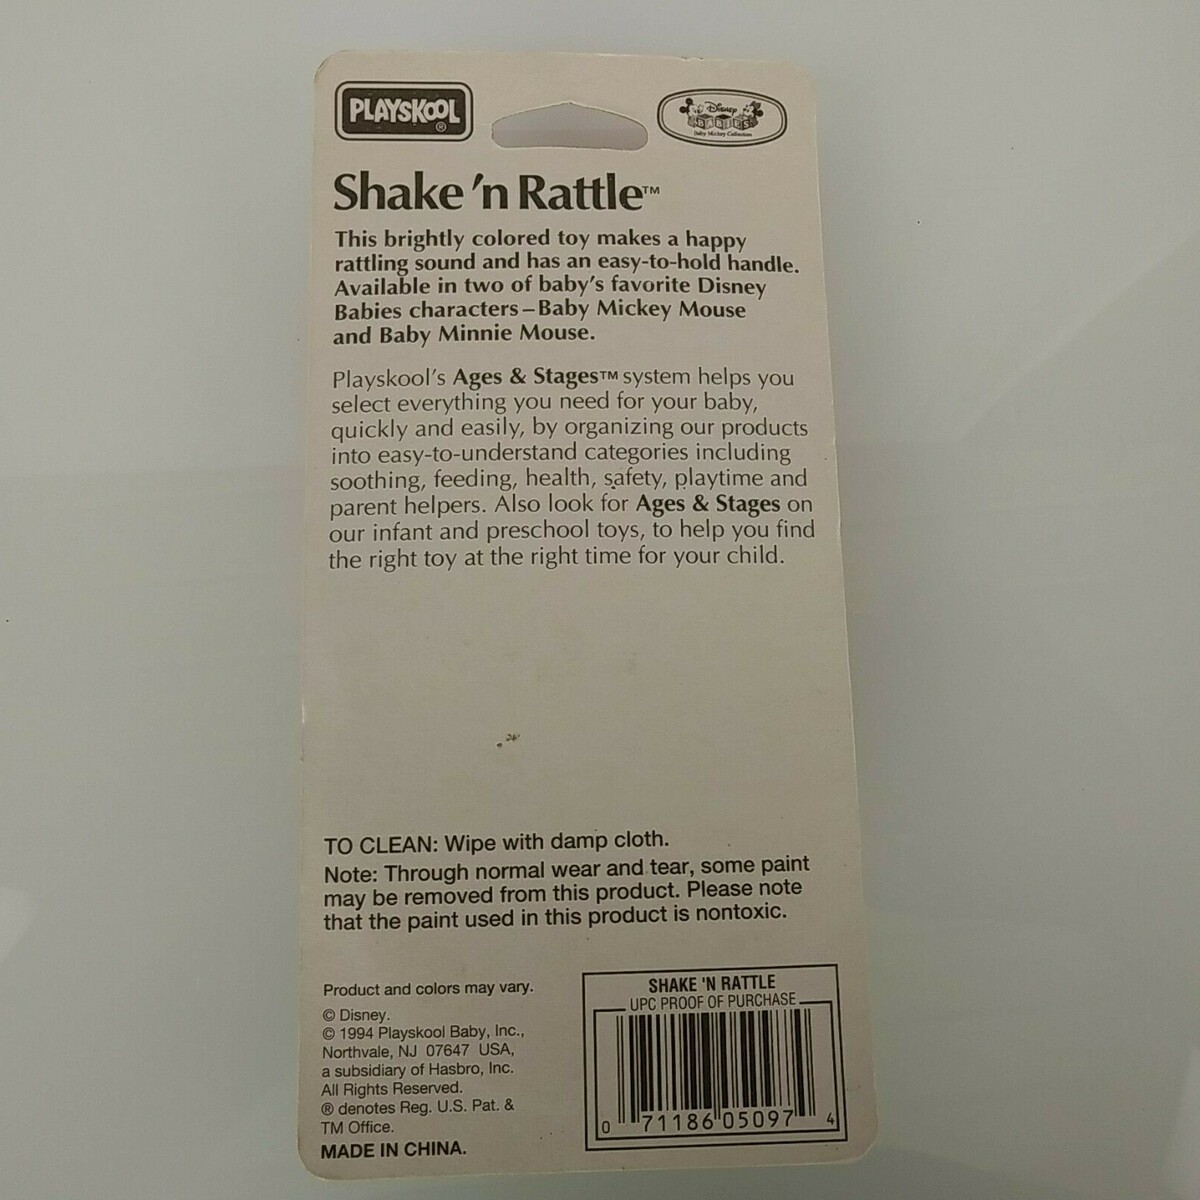 PLAYSKOOL
®
Disney
BABIES
Baby Mickey Collection
Shake 'n Rattle™
This brightly colored toy makes a happy
rattling sound and has an easy-to-hold handle.
Available in two of baby's favorite Disney
Babies characters–Baby Mickey Mouse
and Baby Minnie Mouse.
Playskool's Ages & Stages™ system helps you
select everything you need for your baby,
quickly and easily, by organizing our products
into easy-to-understand categories including
soothing, feeding, health, safety, playtime and
parent helpers. Also look for Ages & Stages on
our infant and preschool toys, to help you find
the right toy at the right time for your child.
TO CLEAN: Wipe with damp cloth.
Note: Through normal wear and tear, some paint
may be removed from this product. Please note
that the paint used in this product is nontoxic.
Product and colors may vary.
© Disney.
© 1994 Playskool Baby, Inc.,
Northvale, NJ 07647 USA,
a subsidiary of Hasbro, Inc.
All Rights Reserved.
® denotes Reg. U.S. Pat. &
TM Office.
MADE IN CHINA.
SHAKE 'N RATTLE
UPC PROOF OF PURCHASE
0 71186 05097 4